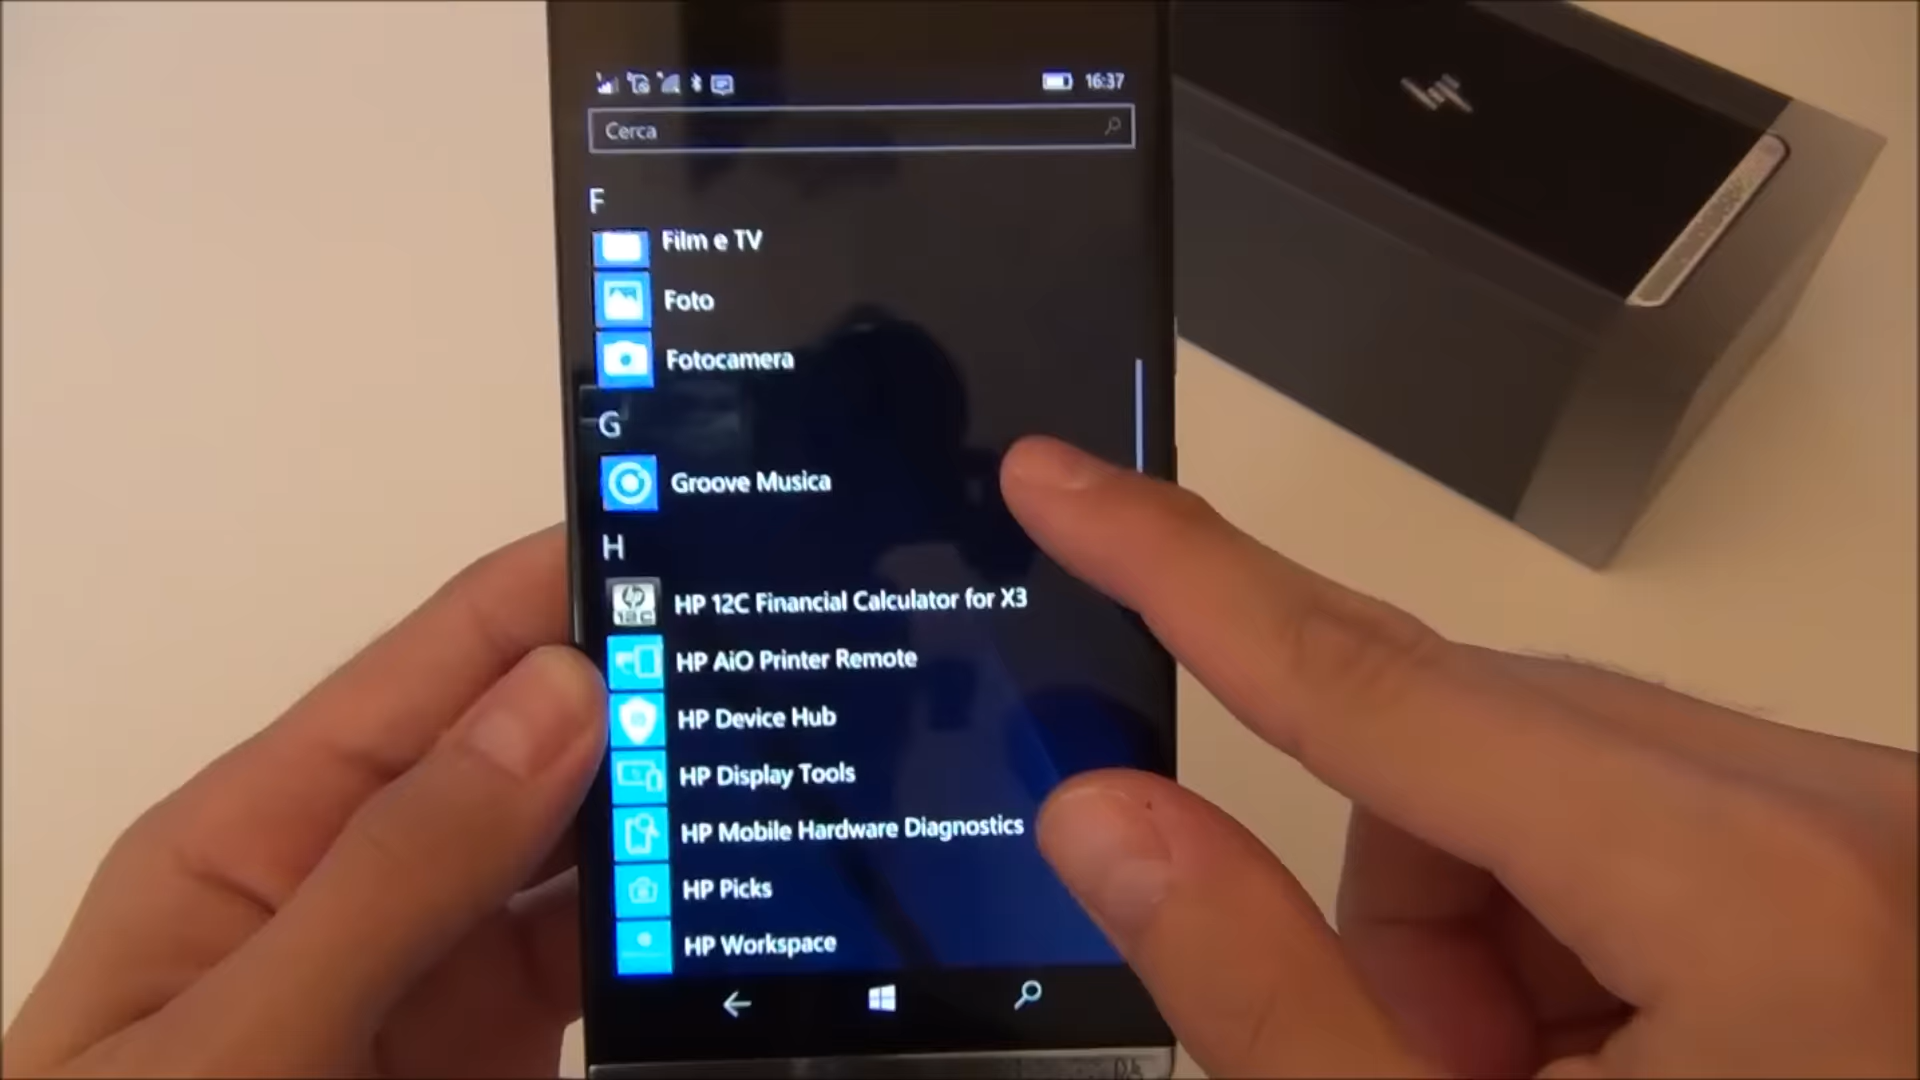 16:37
Cerca
F
Film e TV
Foto
Fotocamera
G
Groove Musica
H
HP 12C Financial Calculator for X3
HP AiO Printer Remote
HP Device Hub
HP Display Tools
HP Mobile Hardware Diagnostics
HP Picks
HP Workspace
hp